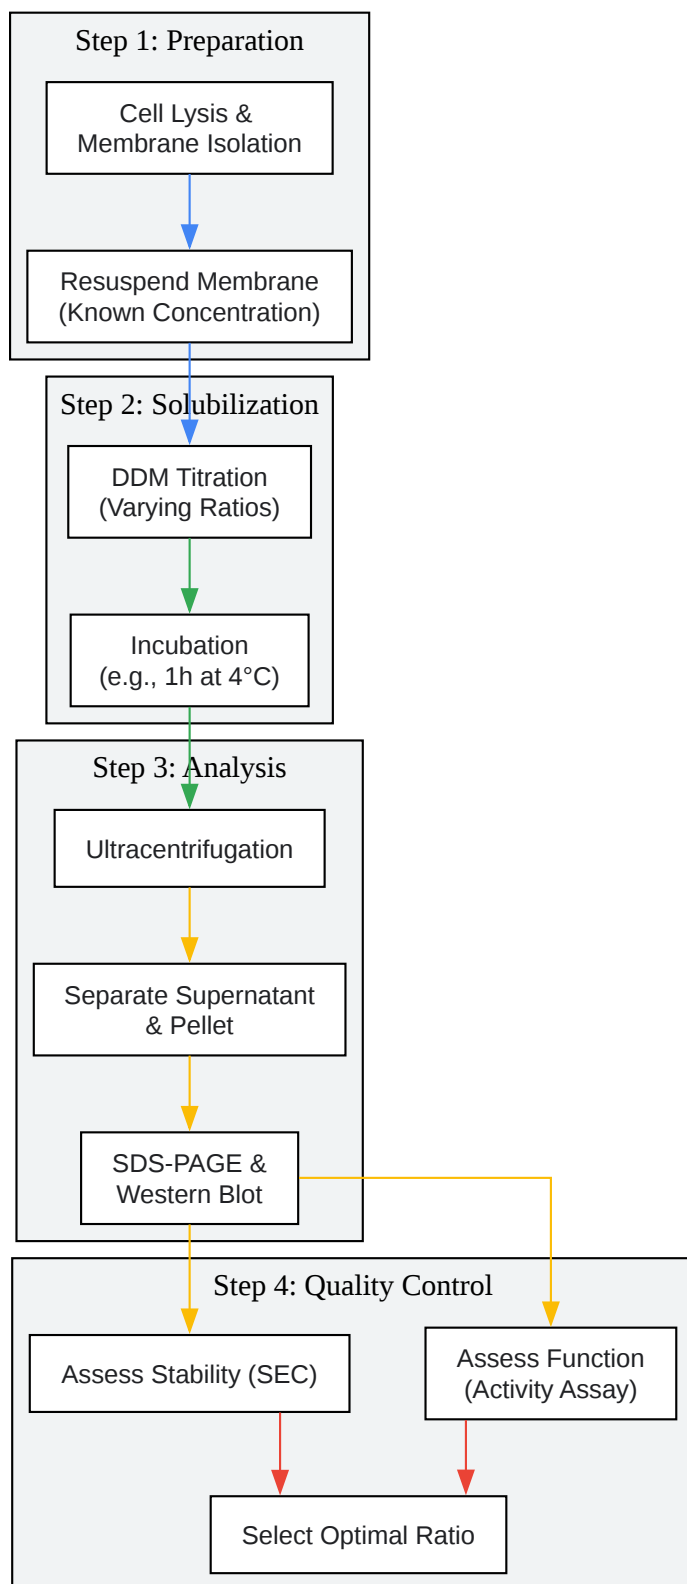 Step 1: Preparation
Cell Lysis &
Membrane Isolation
Resuspend Membrane
(Known Concentration)
Step 2: Solubilization
DDM Titration
(Varying Ratios)
Incubation
(e.g., 1h at 4°C)
Step 3: Analysis
Ultracentrifugation
Separate Supernatant
& Pellet
SDS-PAGE &
Western Blot
Step 4: Quality Control
Assess Stability (SEC)
Assess Function
(Activity Assay)
Select Optimal Ratio